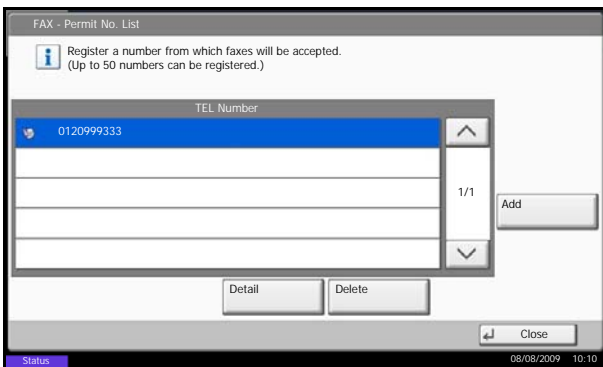 FAX - Permit No. List
Register a number from which faxes will be accepted.
(Up to 50 numbers can be registered.)
TEL Number
0120999333
1/1
Add
Detail
Delete
Close
Status
08/08/2009 10:10